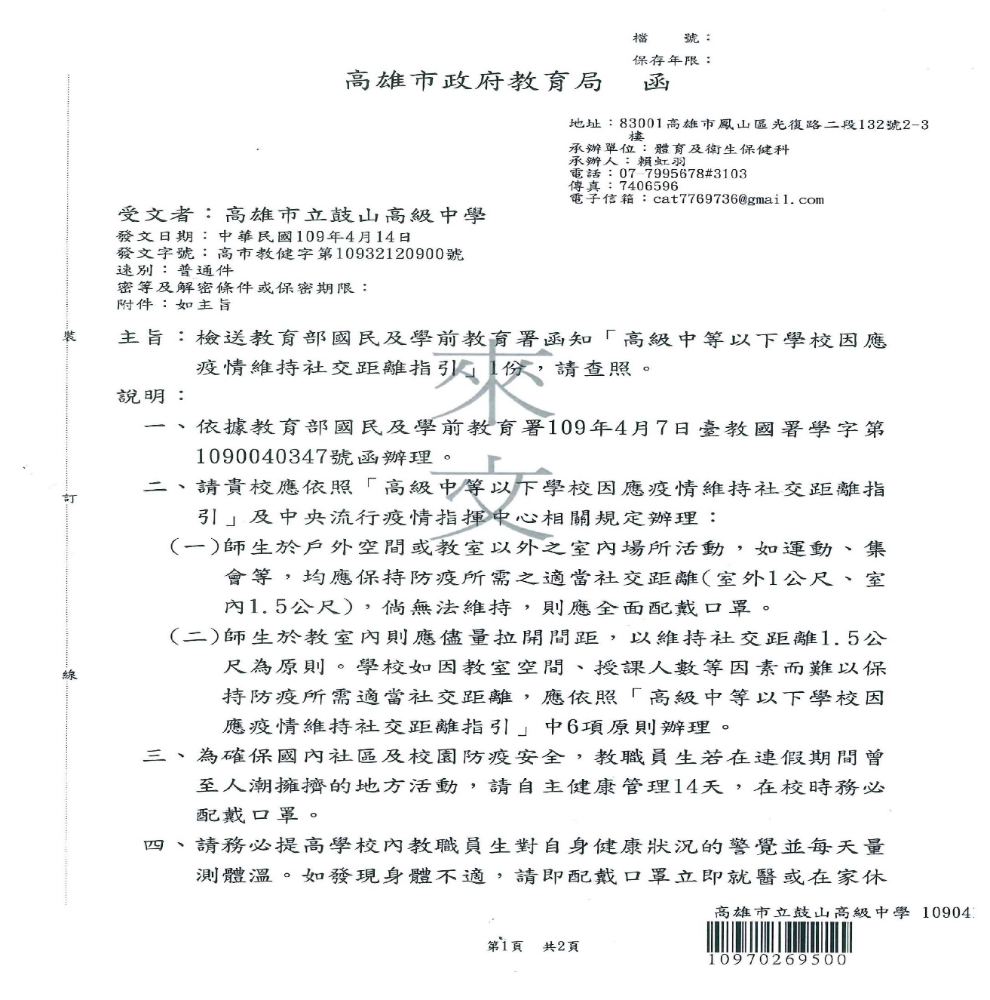 檔　　號：
保存年限：
高雄市政府教育局　函
地址：83001高雄市鳳山區光復路二段132號2-3
樓
承辦單位：體育及衛生保健科
承辦人：賴虹羽
電話：07-7995678#3103
傳真：7406596
電子信箱：cat7769736@gmail.com
受文者：高雄市立鼓山高級中學
發文日期：中華民國109年4月14日
發文字號：高市教健字第10932120900號
速別：普通件
密等及解密條件或保密期限：
附件：如主旨
主旨：檢送教育部國民及學前教育署函知「高級中等以下學校因應
疫情維持社交距離指引」1份，請查照。
說明：
一、依據教育部國民及學前教育署109年4月7日臺教國署學字第
1090040347號函辦理。
二、請貴校應依照「高級中等以下學校因應疫情維持社交距離指
引」及中央流行疫情指揮中心相關規定辦理：
(一)師生於戶外空間或教室以外之室內場所活動，如運動、集
會等，均應保持防疫所需之適當社交距離(室外1公尺、室
內1.5公尺)，倘無法維持，則應全面配戴口罩。
(二)師生於教室內則應儘量拉開間距，以維持社交距離1.5公
尺為原則。學校如因教室空間、授課人數等因素而難以保
持防疫所需適當社交距離，應依照「高級中等以下學校因
應疫情維持社交距離指引」中6項原則辦理。
三、為確保國內社區及校園防疫安全，教職員生若在連假期間曾
至人潮擁擠的地方活動，請自主健康管理14天，在校時務必
配戴口罩。
四、請務必提高學校內教職員生對自身健康狀況的警覺並每天量
測體溫。如發現身體不適，請即配戴口罩立即就醫或在家休
來文
裝
訂
線
高雄市立鼓山高級中學 10904
10970269500
第1頁　共2頁